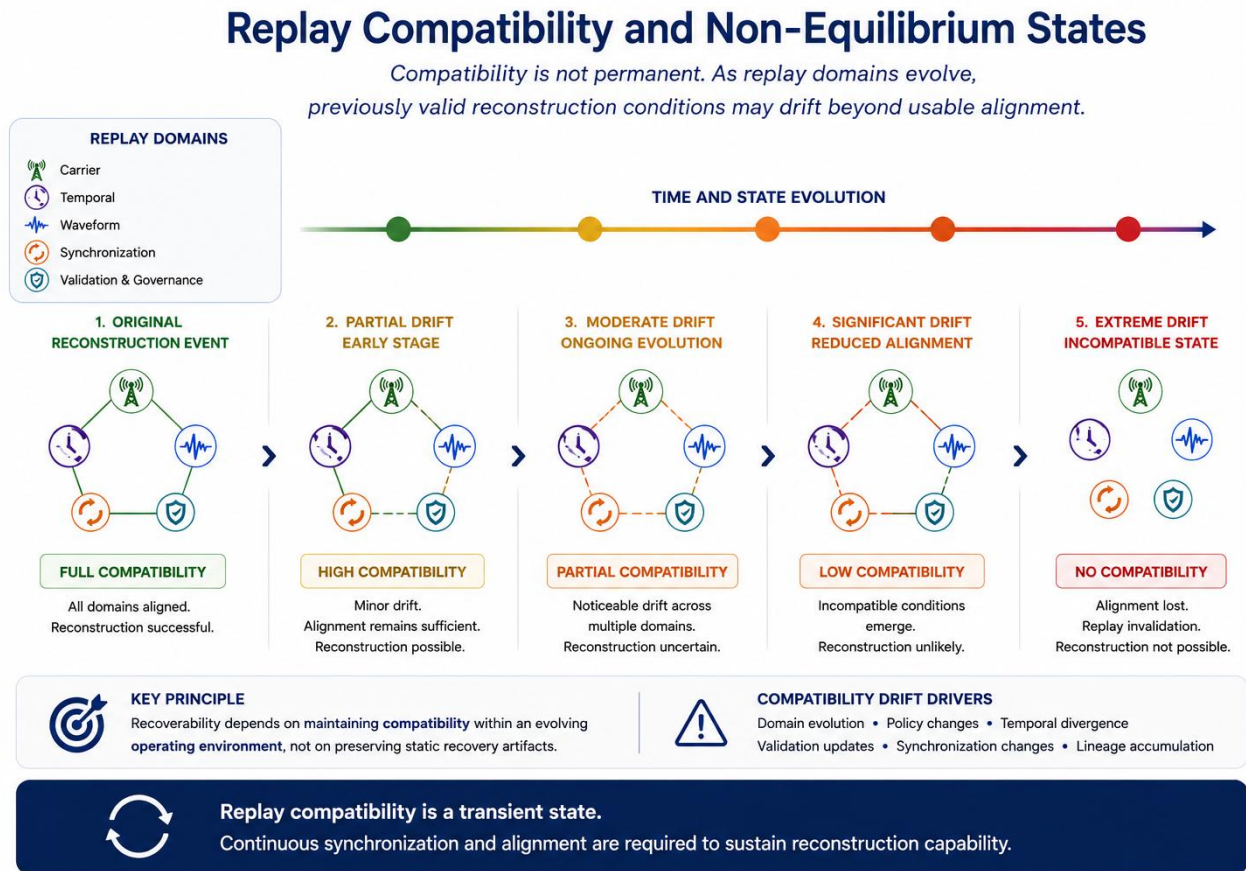 Replay Compatibility and Non-Equilibrium States
Compatibility is not permanent. As replay domains evolve,
previously valid reconstruction conditions may drift beyond usable alignment.
REPLAY DOMAINS
Carrier
Temporal
Waveform
Synchronization
Validation & Governance
TIME AND STATE EVOLUTION
1. ORIGINAL
RECONSTRUCTION EVENT
FULL COMPATIBILITY
All domains aligned.
Reconstruction successful.
2. PARTIAL DRIFT
EARLY STAGE
HIGH COMPATIBILITY
Minor drift.
Alignment remains sufficient.
Reconstruction possible.
3. MODERATE DRIFT
ONGOING EVOLUTION
PARTIAL COMPATIBILITY
Noticeable drift across
multiple domains.
Reconstruction uncertain.
4. SIGNIFICANT DRIFT
REDUCED ALIGNMENT
LOW COMPATIBILITY
Incompatible conditions
emerge.
Reconstruction unlikely.
5. EXTREME DRIFT
INCOMPATIBLE STATE
NO COMPATIBILITY
Alignment lost.
Replay invalidation.
Reconstruction not possible.
KEY PRINCIPLE
Recoverability depends on maintaining compatibility within an evolving
operating environment, not on preserving static recovery artifacts.
COMPATIBILITY DRIFT DRIVERS
Domain evolution • Policy changes • Temporal divergence
Validation updates • Synchronization changes • Lineage accumulation
Replay compatibility is a transient state.
Continuous synchronization and alignment are required to sustain reconstruction capability.